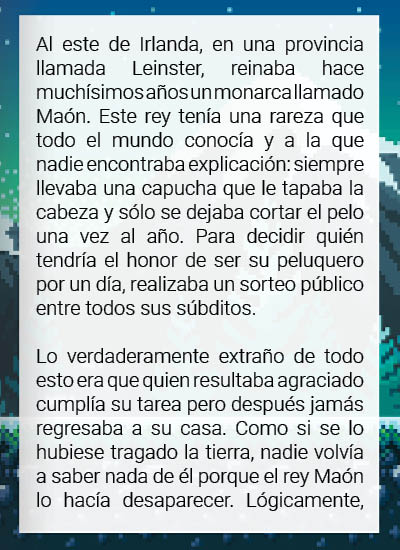 Al este de Irlanda, en una provincia
llamada Leinster, reinaba hace
muchísimos años un monarca llamado
Maón. Este rey tenía una rareza que
todo el mundo conocía y a la que
nadie encontraba explicación: siempre
llevaba una capucha que le tapaba la
cabeza y sólo se dejaba cortar el pelo
una vez al año. Para decidir quién
tendría el honor de ser su peluquero
por un día, realizaba un sorteo público
entre todos sus súbditos.
Lo verdaderamente extraño de todo
esto era que quien resultaba agraciado
cumplía su tarea pero después jamás
regresaba a su casa. Como si se lo
hubiese tragado la tierra, nadie volvía
a saber nada de él porque el rey Maón
lo hacía desaparecer. Lógicamente,